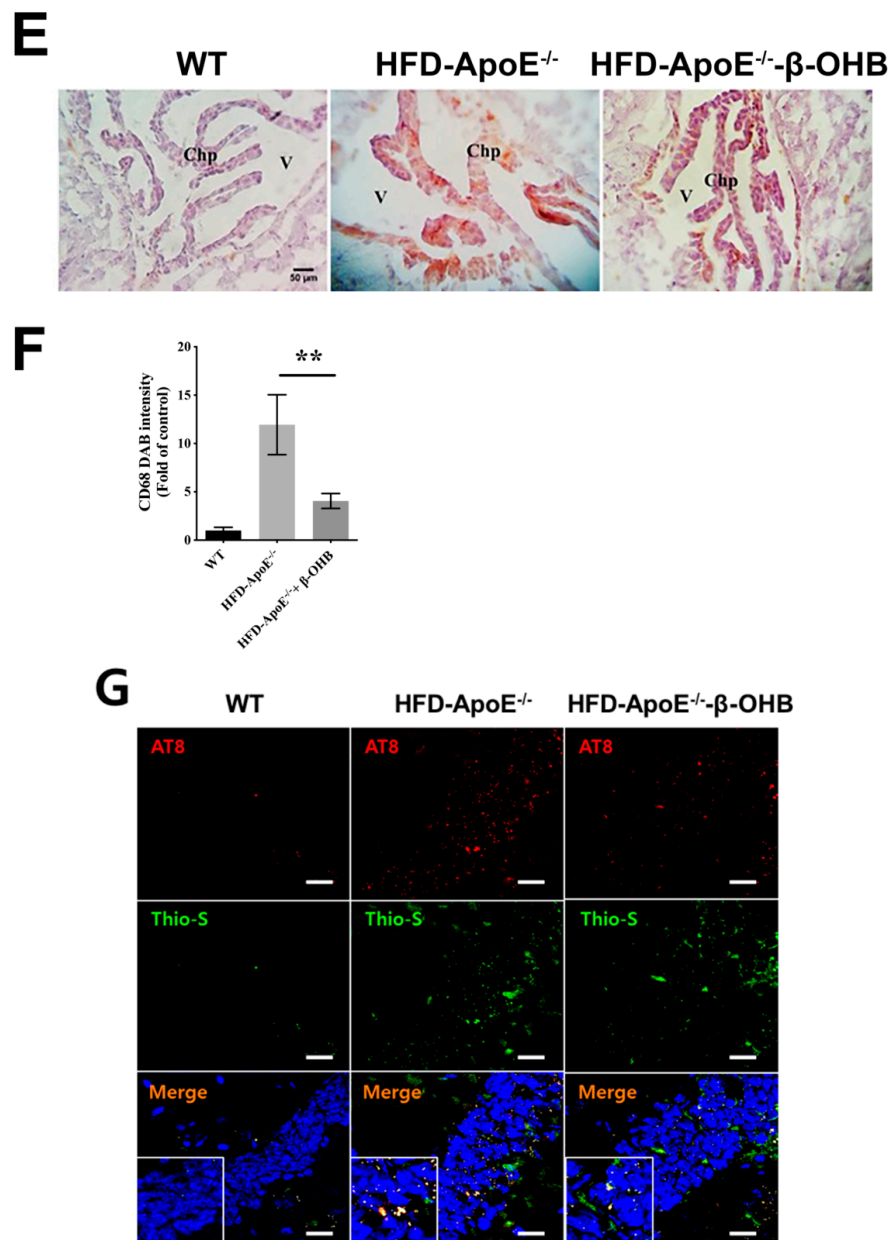 E
WT HFD-ApoE-/- HFD-ApoE-/--β-OHB
Chp V
V Chp
V Chp
50 μm
F
20
15
10
5
0
**
CD68 DAB intensity
(Fold of control)
WT
HFD-ApoE-/-
HFD-ApoE-/-+ β-OHB
G
WT HFD-ApoE-/- HFD-ApoE-/--β-OHB
AT8 AT8 AT8
Thio-S Thio-S Thio-S
Merge Merge Merge